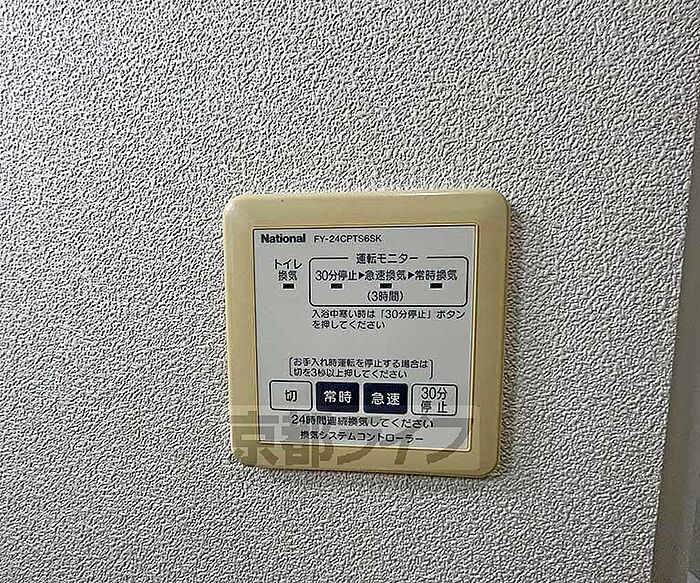 National FY-24CPTS6SK
トイレ
換気
運転モニター
30分停止▶急速換気▶常時換気
(3時間)
入浴中寒い時は「30分停止」ボタン
を押してください
お手入れ時運転を停止する場合は
切を3秒以上押してください
切 常時 急速 30分
停止
24時間連続換気してください
換気システムコントローラー
京都ライフ